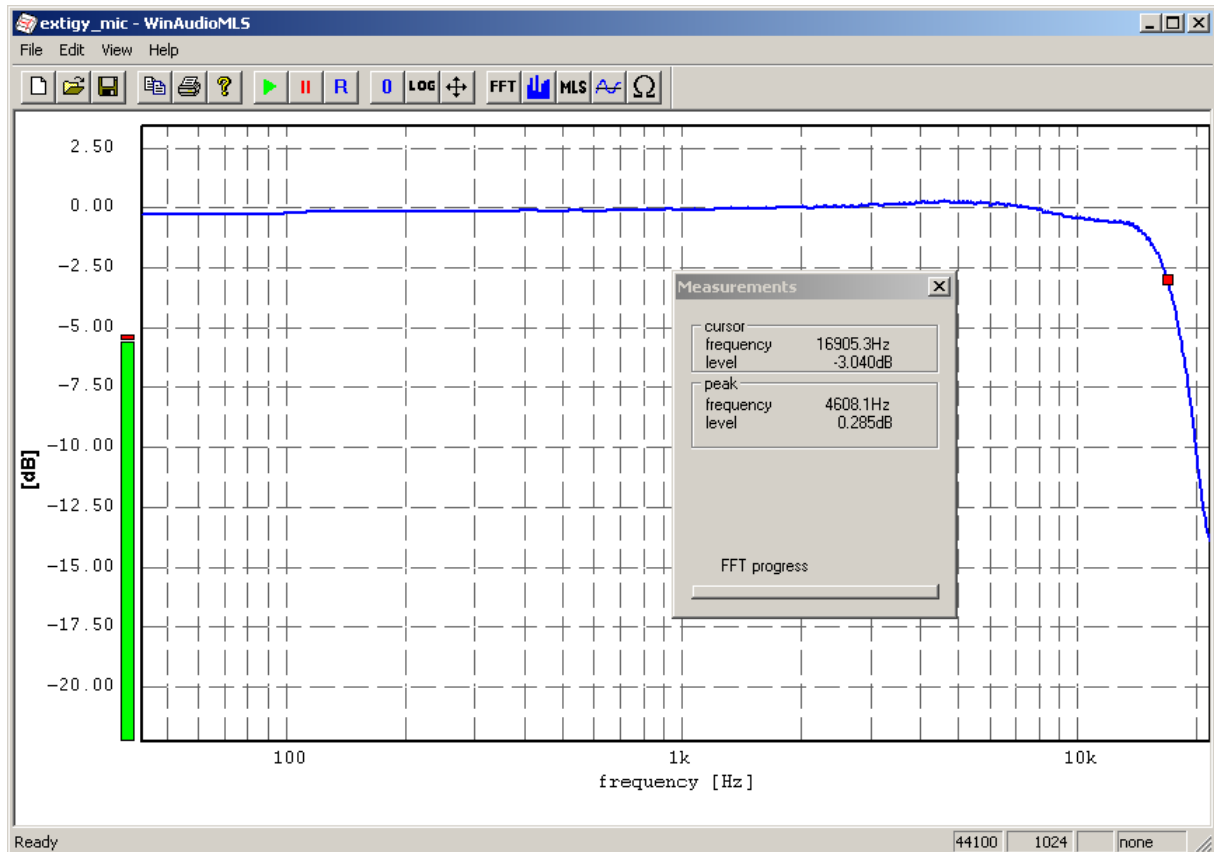 extigy_mic - WinAudioMLS
File Edit View Help
0 LOG FFT MLS Ω
R
?
2.50
0.00
-2.50
-5.00
-7.50
-10.00
-12.50
-15.00
-17.50
-20.00
[dB]
100 1k 10k
frequency [Hz]
Measurements
cursor
frequency 16905.3Hz
level -3.040dB
peak
frequency 4608.1Hz
level 0.285dB
FFT progress
Ready 44100 1024 none